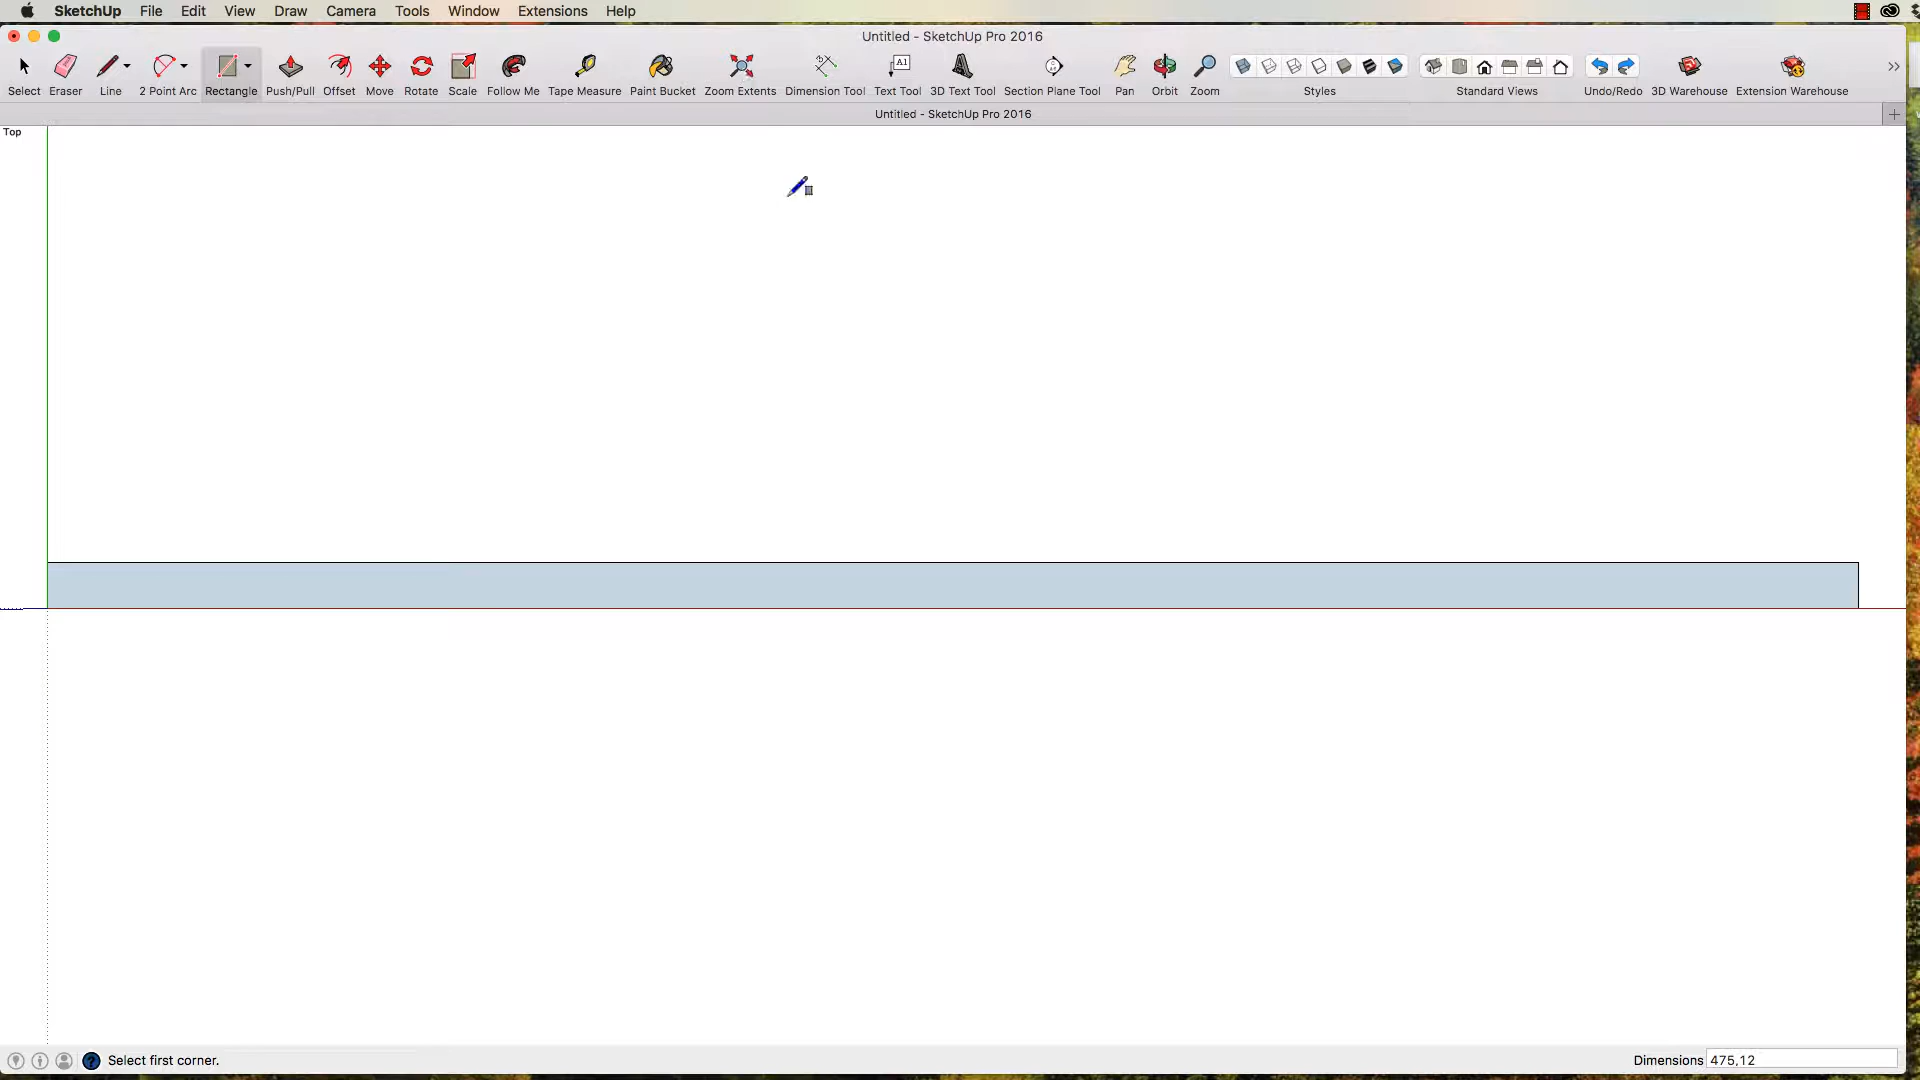 SketchUp File Edit View Draw Camera Tools Window Extensions Help
Untitled - SketchUp Pro 2016
A1
Select Eraser Line 2 Point Arc Rectangle Push/Pull Offset Move Rotate Scale Follow Me Tape Measure Paint Bucket Zoom Extents Dimension Tool Text Tool 3D Text Tool Section Plane Tool Pan Orbit Zoom Styles Standard Views Undo/Redo 3D Warehouse Extension Warehouse
Untitled - SketchUp Pro 2016
Top
Select first corner.
Dimensions 475,12